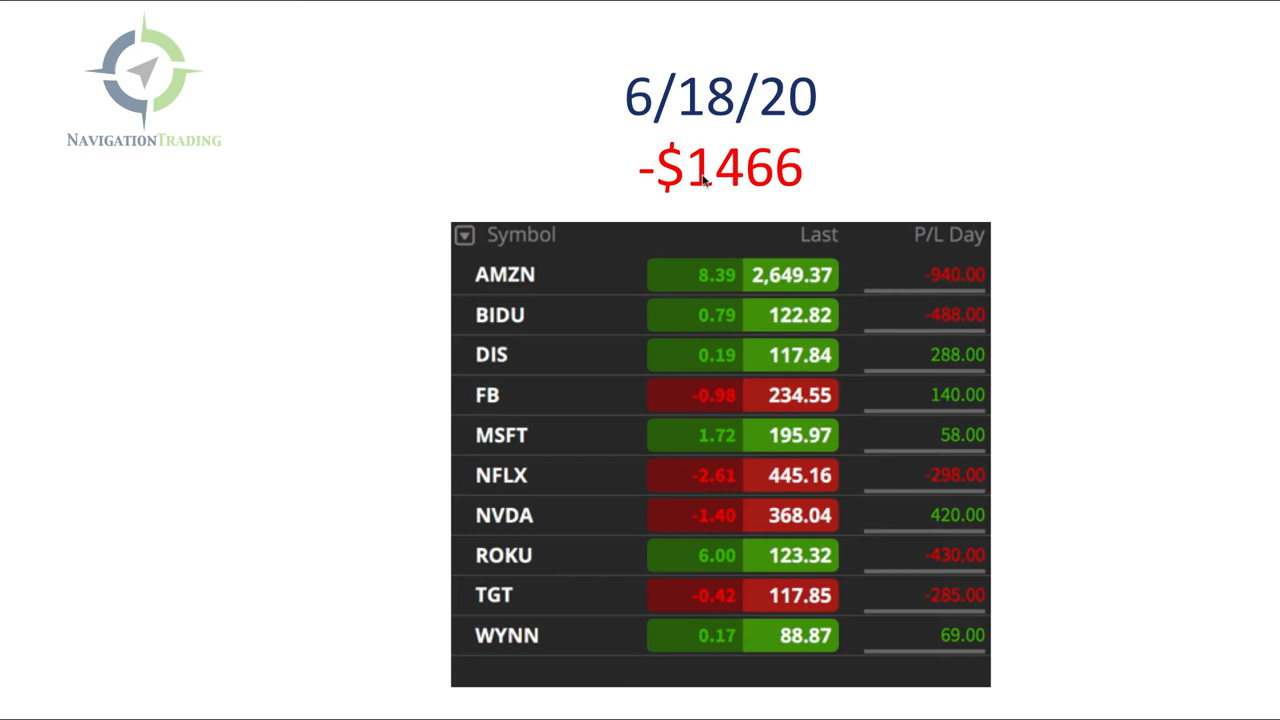 NAVIGATIONTRADING
6/18/20
-$1466
Symbol Last P/L Day
AMZN 8.39 2,649.37 -940.00
BIDU 0.79 122.82 -488.00
DIS 0.19 117.84 288.00
FB -0.98 234.55 140.00
MSFT 1.72 195.97 58.00
NFLX -2.61 445.16 -298.00
NVDA -1.40 368.04 420.00
ROKU 6.00 123.32 -430.00
TGT -0.42 117.85 -285.00
WYNN 0.17 88.87 69.00